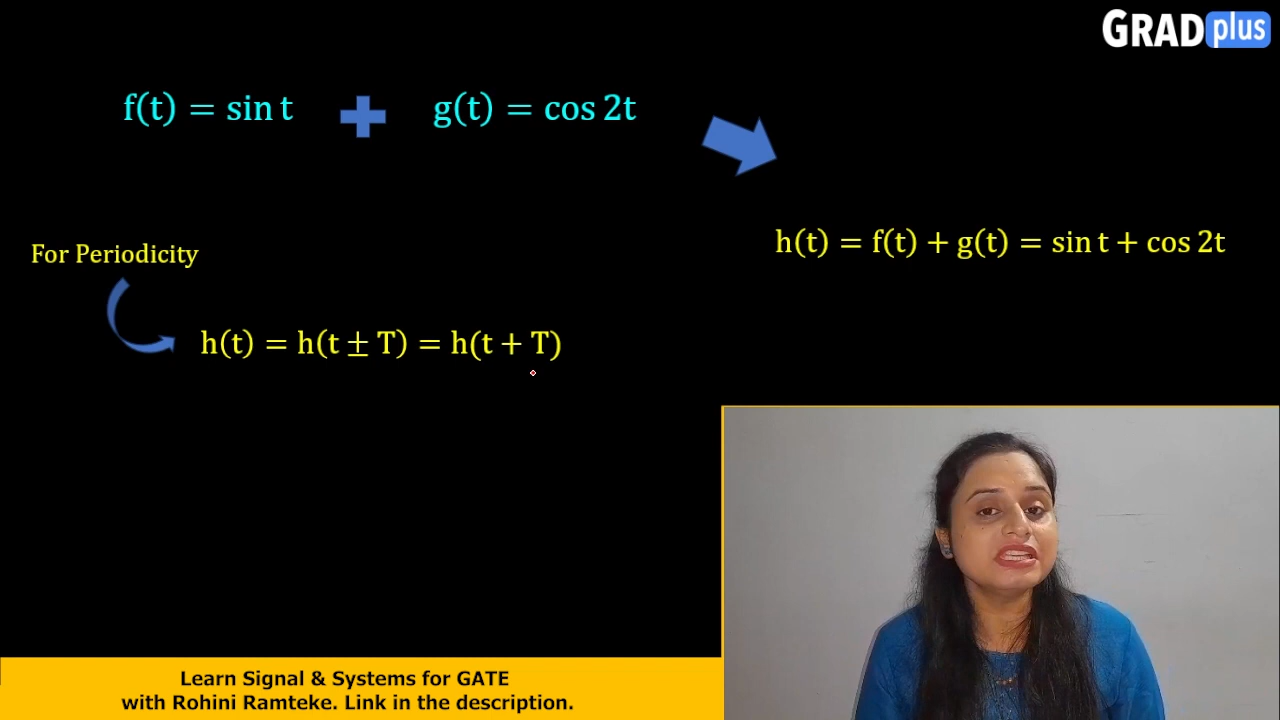 GRADplus
f(t) = sin t
g(t) = cos 2t
h(t) = f(t) + g(t) = sin t + cos 2t
For Periodicity
h(t) = h(t ± T) = h(t + T)
Learn Signal & Systems for GATE
with Rohini Ramteke. Link in the description.